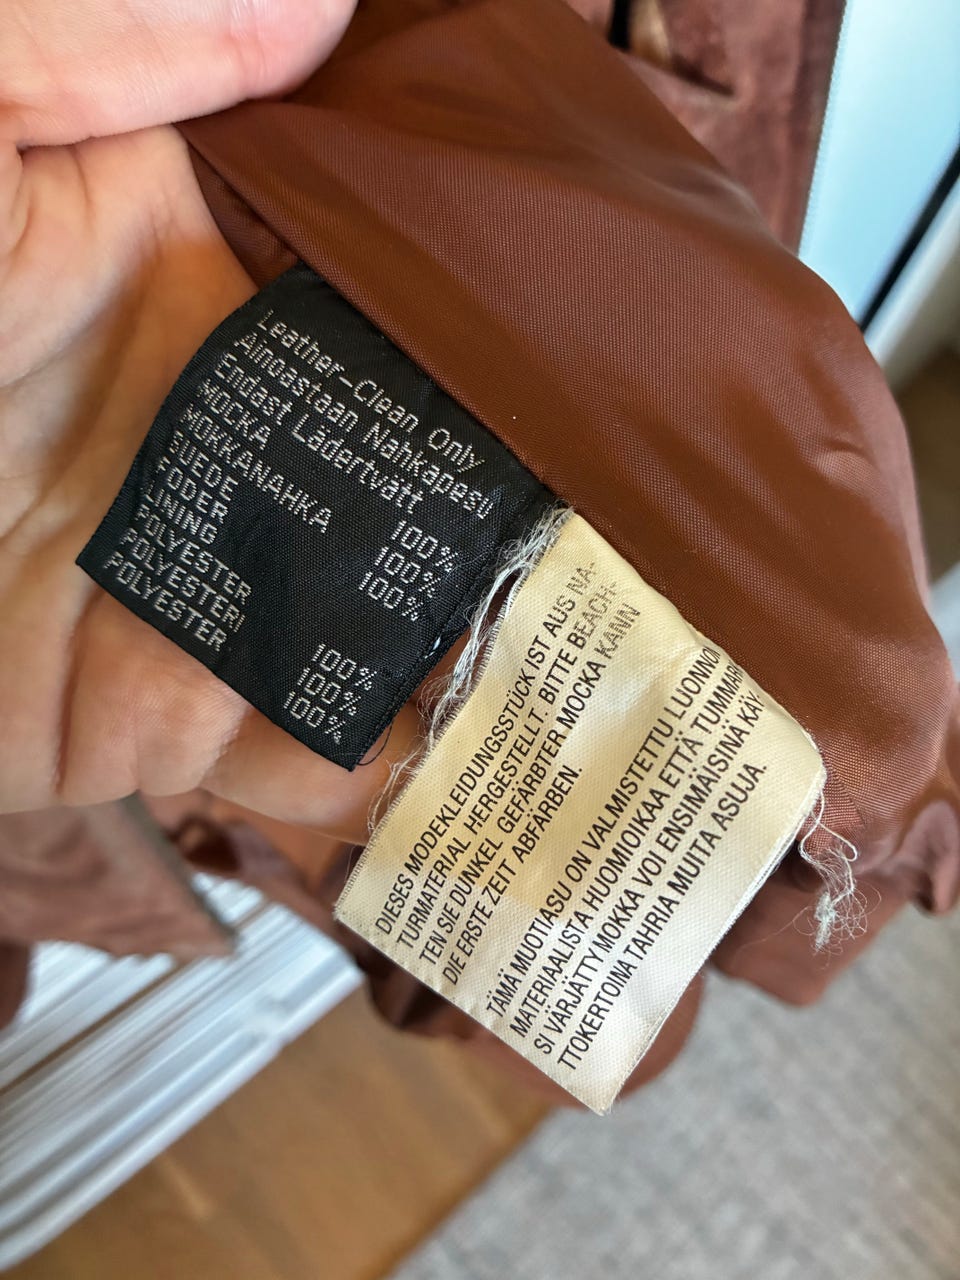 Leather-Clean Only
Ainoastaan Nahkapesu
Endast Lädertvätt
MOCKA 100%
MOKKANAHKA 100%
SUEDE 100%
FODER
LINING
POLYESTER 100%
POLYESTERI 100%
POLYESTER 100%
DIESES MODEKLEIDUNGSSTÜCK IST AUS NA-
TURMATERIAL HERGESTELLT. BITTE BEACH-
TEN SIE DUNKEL GEFÄRBTER MOCKA KANN
DIE ERSTE ZEIT ABFÄRBEN.
TÄMÄ MUOTIASU ON VALMISTETTU LUONNON
MATERIAALISTA HUOMIOIKAA ETTÄ TUMMAK
SI VARJÄTTY MOKKA VOI ENSIMÄISINÄ KÄY-
TTOKERTOINA TAHRIA MUITA ASUJA.